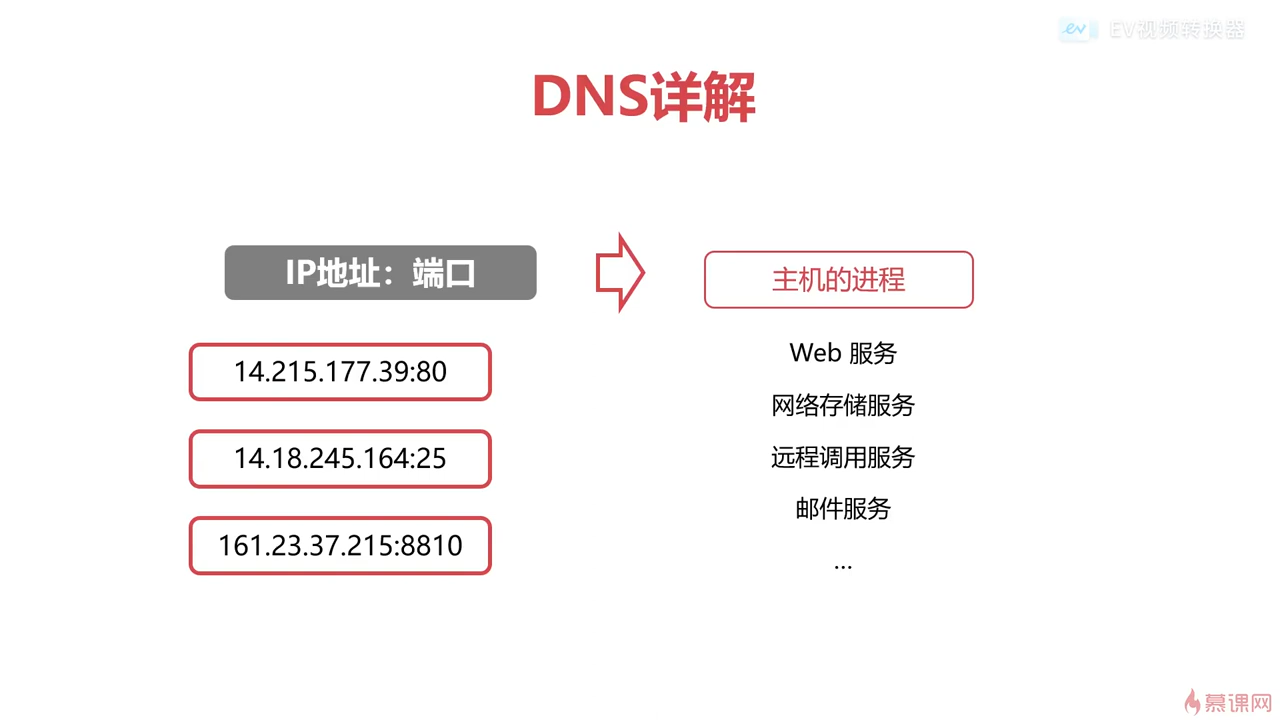 EV视频转换器
DNS详解
IP地址：端口
主机的进程
14.215.177.39:80
14.18.245.164:25
161.23.37.215:8810
Web 服务
网络存储服务
远程调用服务
邮件服务
...
慕课网